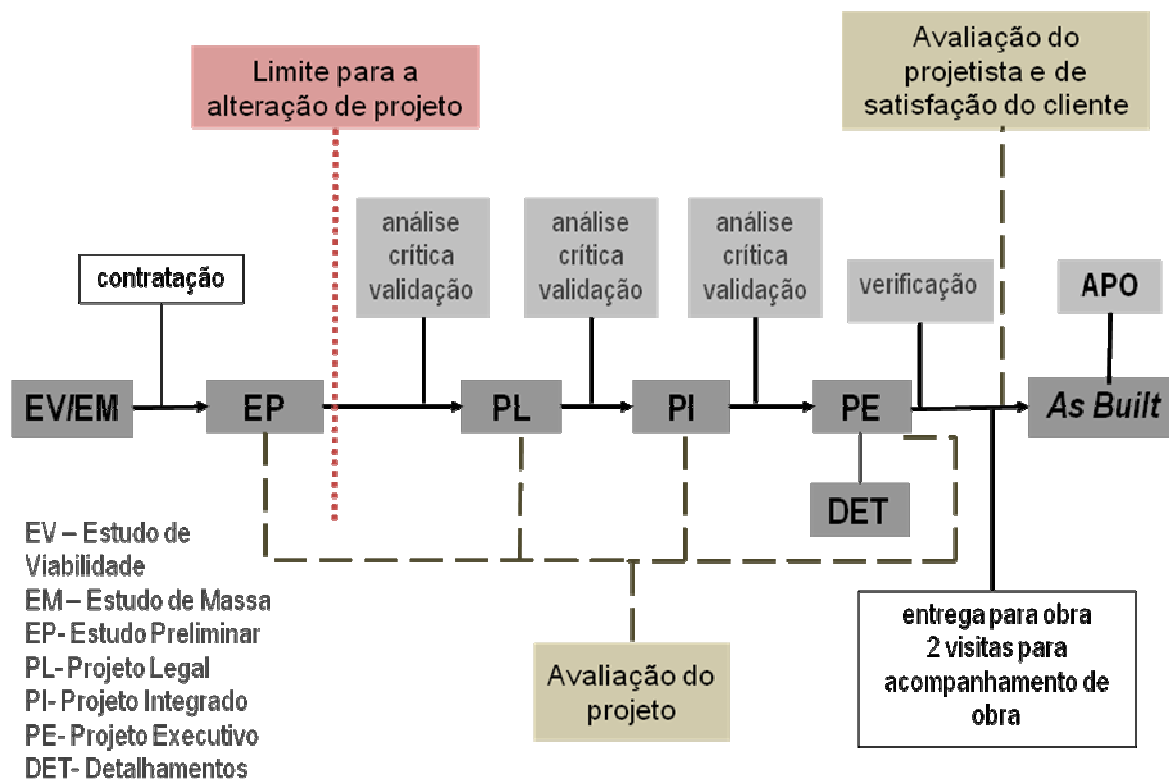 Limite para a
alteração de projeto
Avaliação do
projetista e de
satisfação do cliente
contratação
análise
crítica
validação
análise
crítica
validação
análise
crítica
validação
verificação
APO
EV/EM
EP
PL
PI
PE
As Built
DET
EV – Estudo de
Viabilidade
EM – Estudo de Massa
EP- Estudo Preliminar
PL- Projeto Legal
PI- Projeto Integrado
PE- Projeto Executivo
DET- Detalhamentos
Avaliação do
projeto
entrega para obra
2 visitas para
acompanhamento de
obra